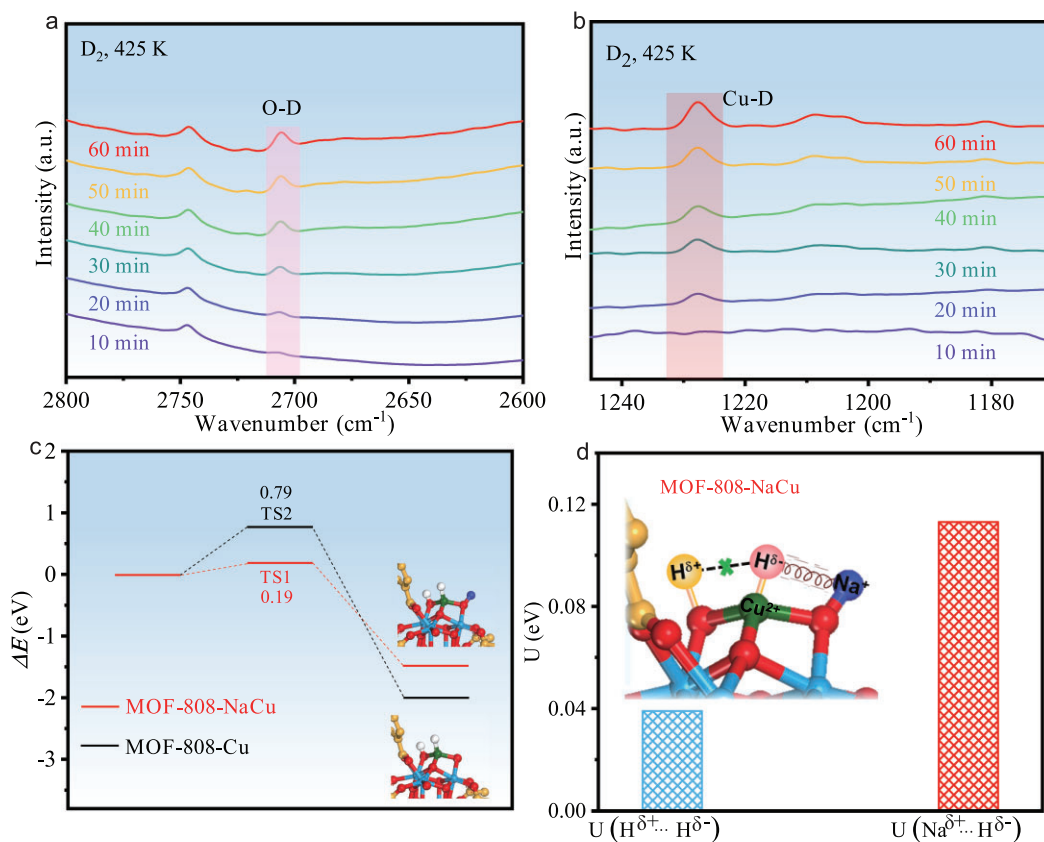 a
D₂, 425 K
O-D
60 min
50 min
40 min
30 min
20 min
10 min
Intensity (a.u.)
2800 2750 2700 2650 2600
Wavenumber (cm⁻¹)
b
D₂, 425 K
Cu-D
60 min
50 min
40 min
30 min
20 min
10 min
Intensity (a.u.)
1240 1220 1200 1180
Wavenumber (cm⁻¹)
c
2
1
0
-1
-2
-3
ΔE (eV)
0.79
TS2
TS1
0.19
MOF-808-NaCu
MOF-808-Cu
d
MOF-808-NaCu
0.12
0.08
0.04
0.00
U (eV)
Hδ+
Hδ-
Na+
Cu²⁺
U (Hδ+... Hδ-)
U (Naδ+... Hδ-)